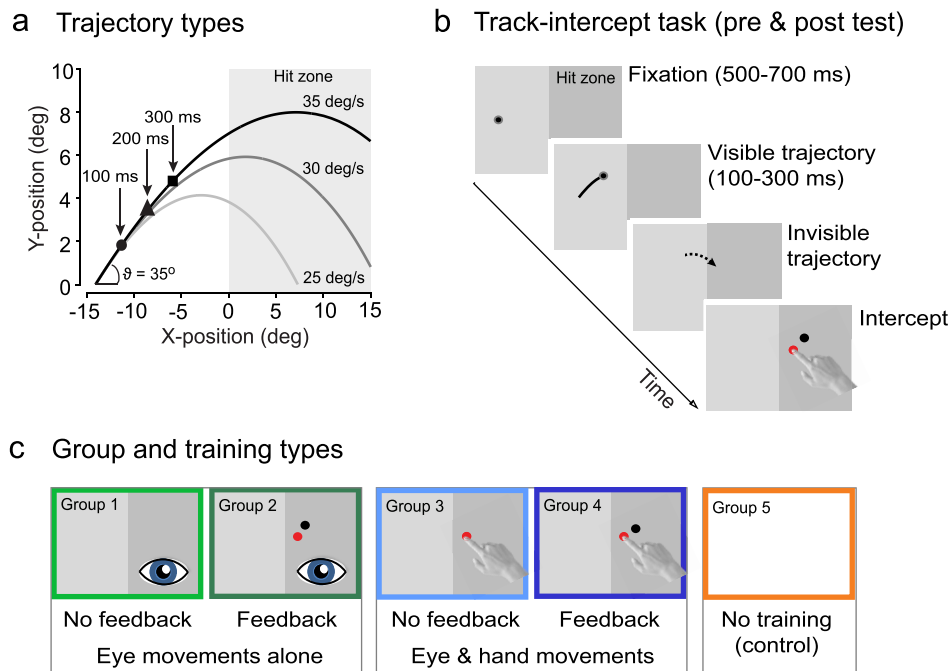 a Trajectory types
10
8
6
4
2
0
Y-position (deg)
Hit zone
35 deg/s
300 ms
200 ms
100 ms
30 deg/s
25 deg/s
ϑ = 35º
-15 -10 -5 0 5 10 15
X-position (deg)
b Track-intercept task (pre & post test)
Hit zone
Fixation (500-700 ms)
Visible trajectory
(100-300 ms)
Invisible
trajectory
Intercept
Time
c Group and training types
Group 1
Group 2
Group 3
Group 4
Group 5
No feedback
Feedback
No feedback
Feedback
No training
(control)
Eye movements alone
Eye & hand movements